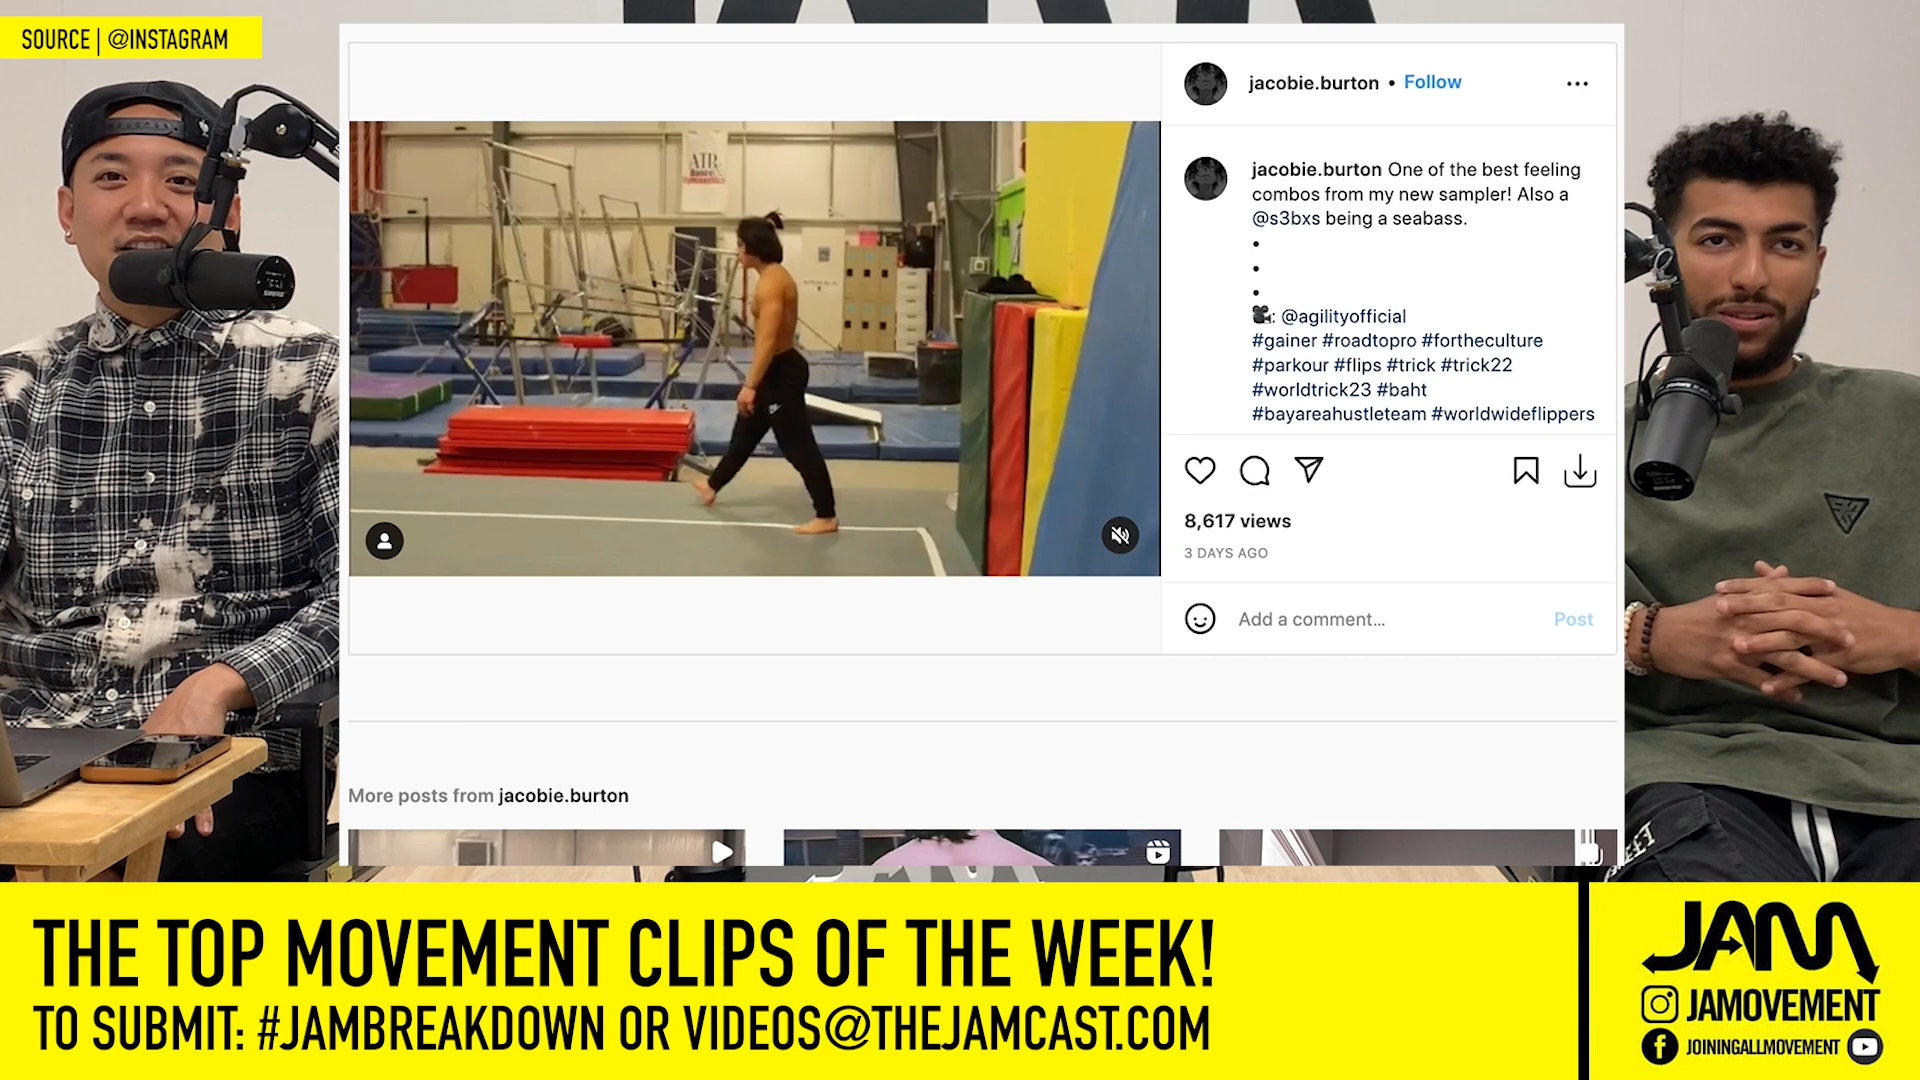 SOURCE | @INSTAGRAM
ATR
Dance
Gymnastics
jacobie.burton • Follow
jacobie.burton One of the best feeling
combos from my new sampler! Also a
@s3bxs being a seabass.
•
•
•
🎥: @agilityofficial
#gainer #roadtopro #fortheculture
#parkour #flips #trick #trick22
#worldtrick23 #baht
#bayareahustleteam #worldwideflippers
8,617 views
3 DAYS AGO
Add a comment...
Post
More posts from jacobie.burton
THE TOP MOVEMENT CLIPS OF THE WEEK!
TO SUBMIT: #JAMBREAKDOWN OR VIDEOS@THEJAMCAST.COM
JAM
JAMOVEMENT
JOININGALLMOVEMENT